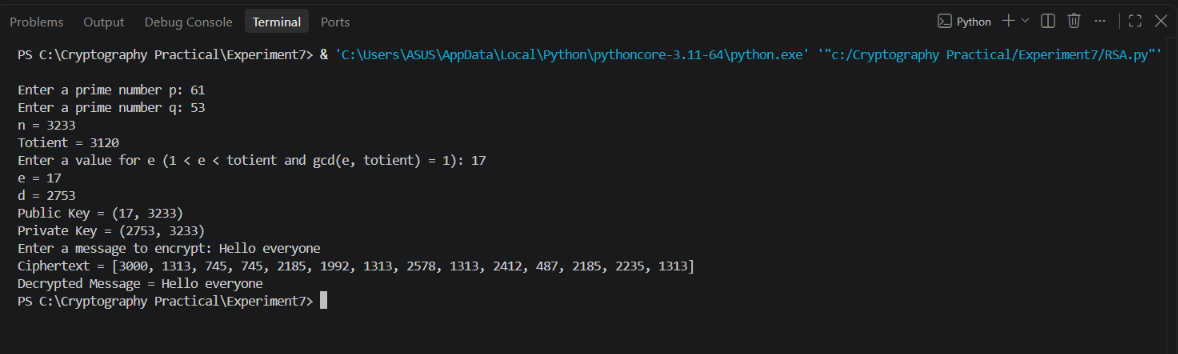 Problems Output Debug Console Terminal Ports Python
PS C:\Cryptography Practical\Experiment7> & 'C:\Users\ASUS\AppData\Local\Python\pythoncore-3.11-64\python.exe' '"c:/Cryptography Practical/Experiment7/RSA.py"'
Enter a prime number p: 61
Enter a prime number q: 53
n = 3233
Totient = 3120
Enter a value for e (1 < e < totient and gcd(e, totient) = 1): 17
e = 17
d = 2753
Public Key = (17, 3233)
Private Key = (2753, 3233)
Enter a message to encrypt: Hello everyone
Ciphertext = [3000, 1313, 745, 745, 2185, 1992, 1313, 2578, 1313, 2412, 487, 2185, 2235, 1313]
Decrypted Message = Hello everyone
PS C:\Cryptography Practical\Experiment7>